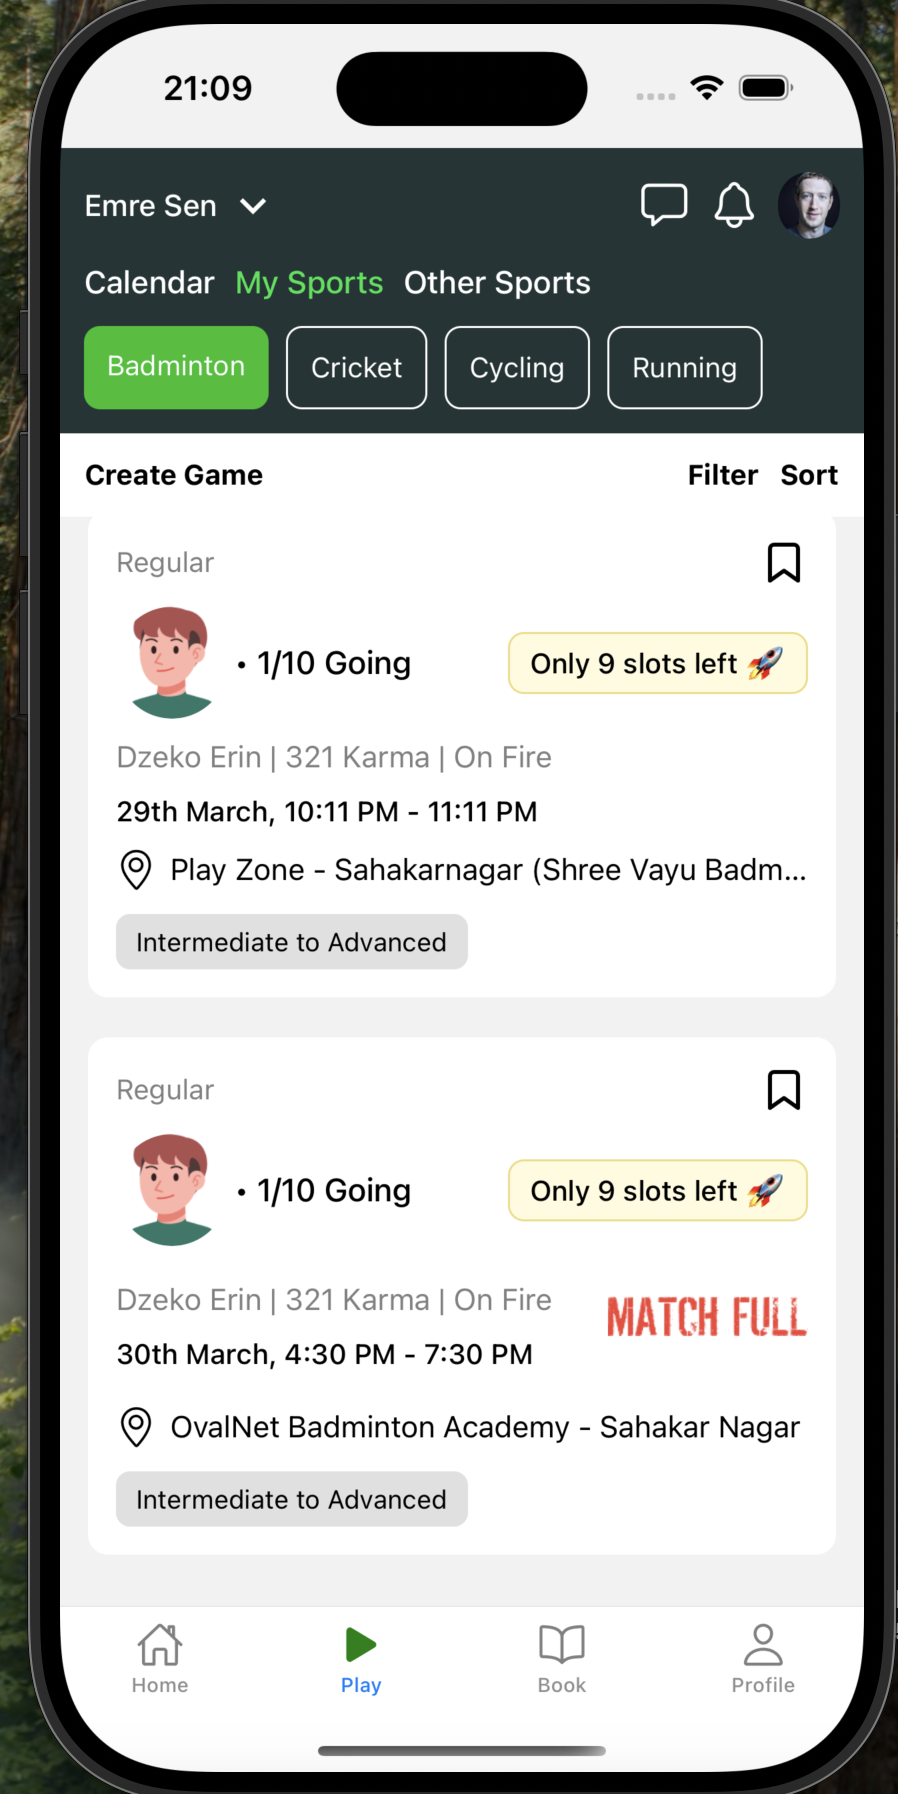 21:09
Emre Sen
Calendar My Sports Other Sports
Badminton Cricket Cycling Running
Create Game Filter Sort
Regular
• 1/10 Going Only 9 slots left 🚀
Dzeko Erin | 321 Karma | On Fire
29th March, 10:11 PM - 11:11 PM
Play Zone - Sahakarnagar (Shree Vayu Badm...
Intermediate to Advanced
Regular
• 1/10 Going Only 9 slots left 🚀
Dzeko Erin | 321 Karma | On Fire
MATCH FULL
30th March, 4:30 PM - 7:30 PM
OvalNet Badminton Academy - Sahakar Nagar
Intermediate to Advanced
Home Play Book Profile